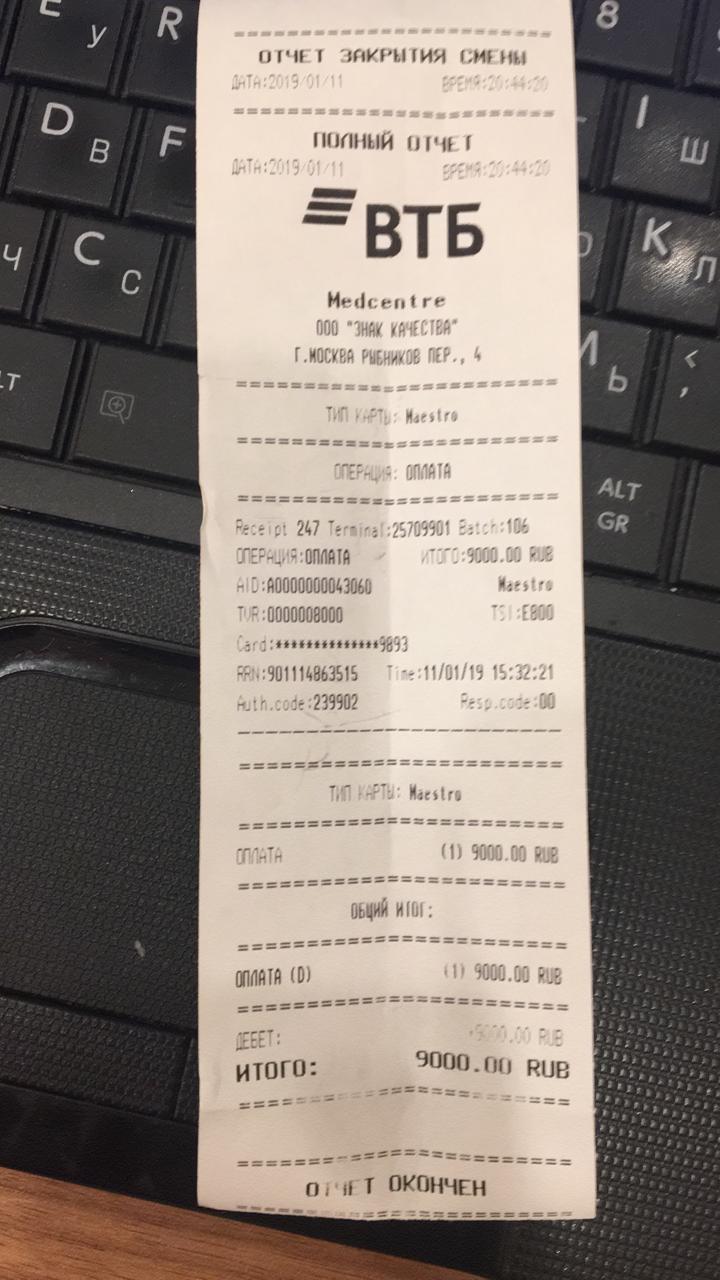 ==========================
ОТЧЕТ ЗАКРЫТИЯ СМЕНЫ
ДАТА:2019/01/11 ВРЕМЯ:20:44:20
==========================
ПОЛНЫЙ ОТЧЕТ
ДАТА:2019/01/11 ВРЕМЯ:20:44:20
ВТБ
Medcentre
ООО "ЗНАК КАЧЕСТВА"
Г.МОСКВА РЫБНИКОВ ПЕР., 4
==========================
ТИП КАРТЫ: Maestro
==========================
ОПЕРАЦИЯ: ОПЛАТА
==========================
Receipt 247 Terminal:25709901 Batch:106
ОПЕРАЦИЯ:ОПЛАТА ИТОГО:9000.00 RUB
AID:A0000000043060 Maestro
TVR:0000008000 TSI:E800
Card:**************9893
RRN:901114863515 Time:11/01/19 15:32:21
Auth.code:239902 Resp.code:00
--------------------------
==========================
ТИП КАРТЫ: Maestro
==========================
ОПЛАТА (1) 9000.00 RUB
==========================
ОБЩИЙ ИТОГ:
==========================
ОПЛАТА (D) (1) 9000.00 RUB
==========================
ДЕБЕТ: +9000.00 RUB
ИТОГО: 9000.00 RUB
==========================
==========================
ОТЧЕТ ОКОНЧЕН
==========================
E У R 8
D В F I Ш
Ч C С K Л
LT Ь < ,
ALT
GR